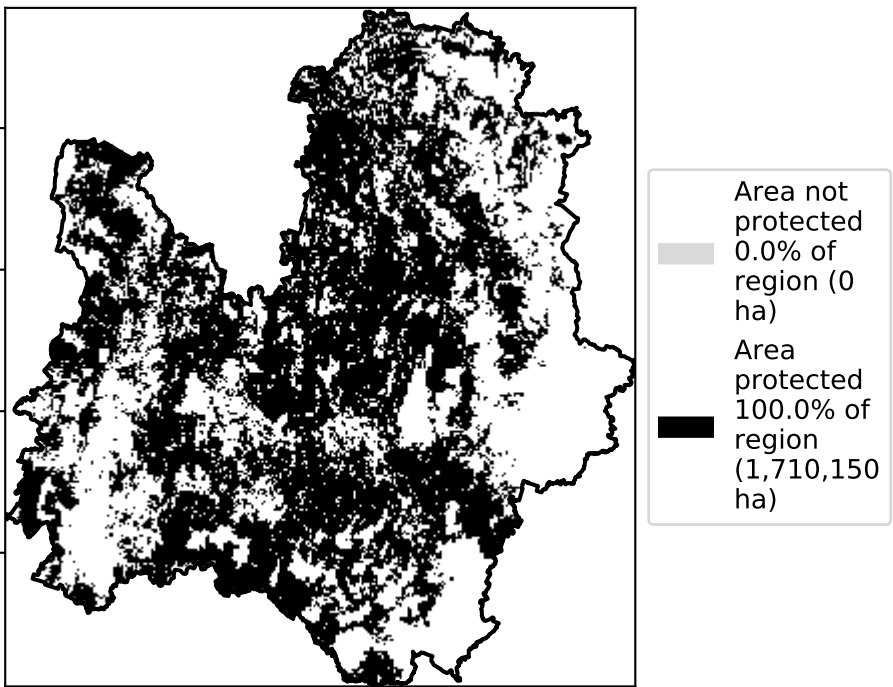 Area not
protected
0.0% of
region (0
ha)
Area
protected
100.0% of
region
(1,710,150
ha)